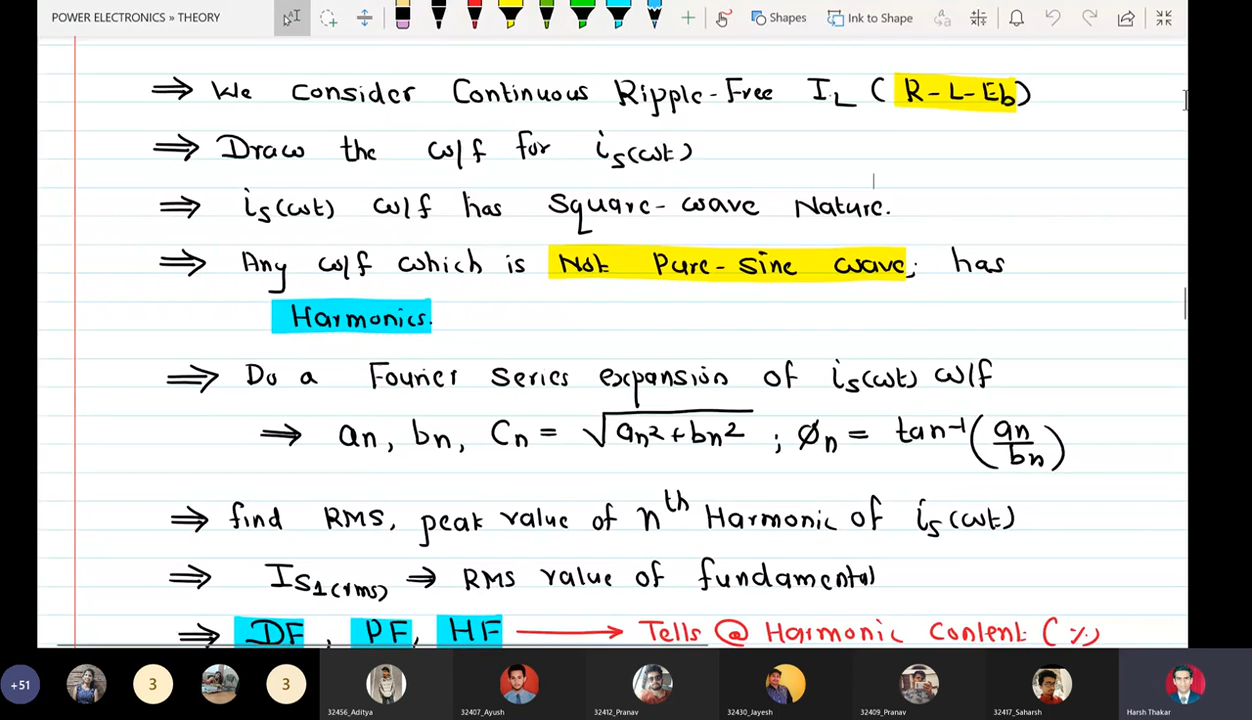 POWER ELECTRONICS » THEORY
Shapes
Ink to Shape
⇒ We consider Continuous Ripple-Free IL (R-L-Eb)
⇒ Draw the w/f for is(ωt)
⇒ is(ωt) w/f has Square-wave Nature.
⇒ Any w/f which is Not Pure-Sine wave; has
Harmonics.
⇒ Do a Fourier Series expansion of is(ωt) w/f
⇒ an, bn, Cn = √(an²+bn²) ; Øn = tan⁻¹(an/bn)
⇒ find RMS, peak value of nth Harmonic of is(ωt)
⇒ IS1(rms) ⇒ RMS value of fundamental
⇒ DF, PF, HF → Tells @ Harmonic Content (%)
+51
3
3
32456_Aditya
32407_Ayush
32412_Pranav
32430_Jayesh
32409_Pranav
32417_Saharsh
Harsh Thakar